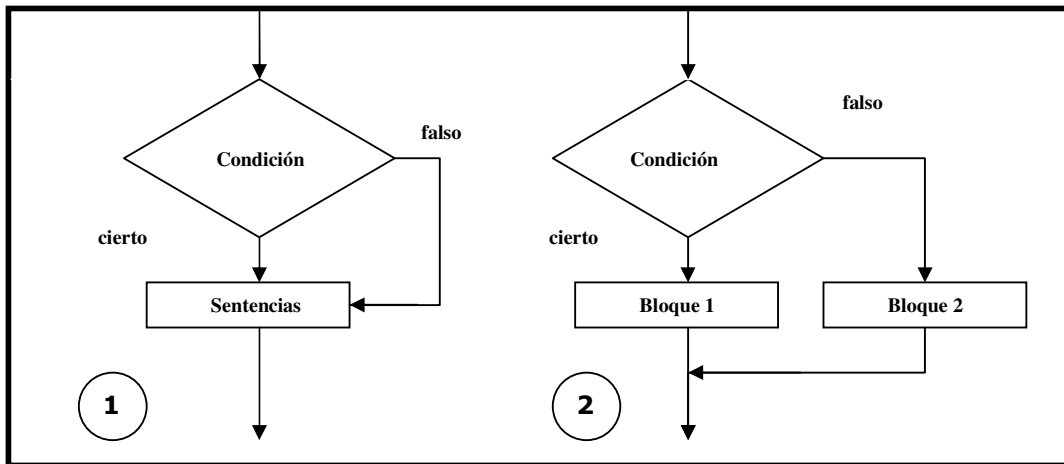 falso
Condición
cierto
Sentencias
1
falso
Condición
cierto
Bloque 1
Bloque 2
2